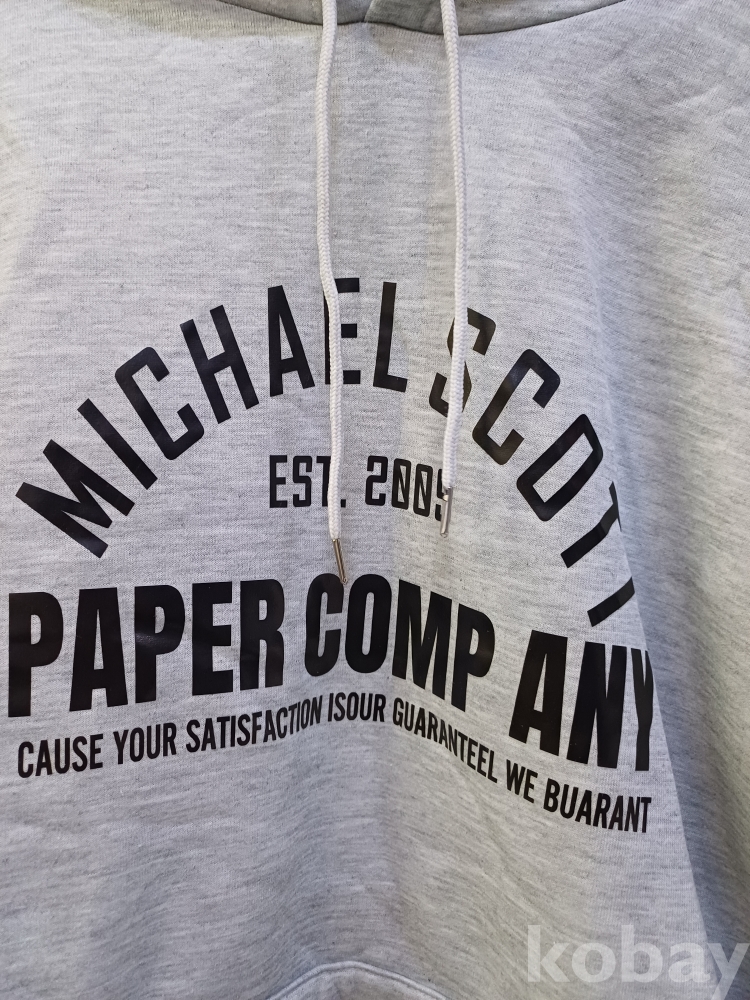 MICHAEL SCOTT
EST. 2009
PAPER COMP ANY
CAUSE YOUR SATISFACTION ISOUR GUARANTEEL WE BUARANT
kobay